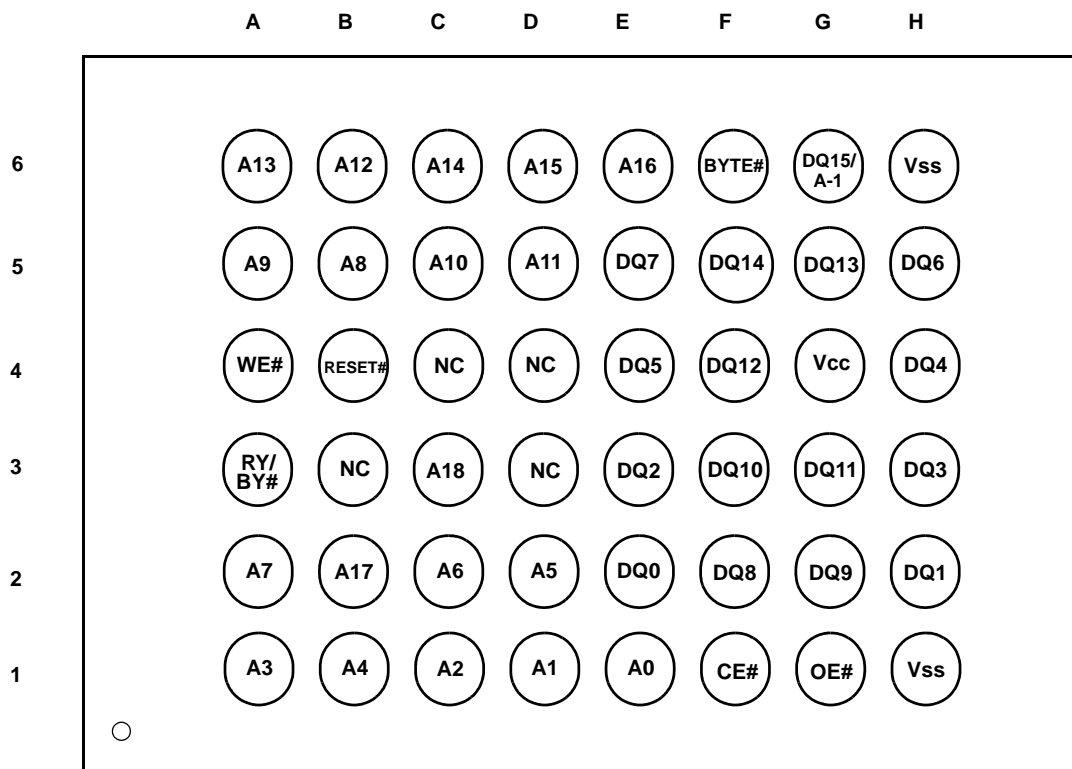 A B C D E F G H
6 A13 A12 A14 A15 A16 BYTE# DQ15/ A-1 Vss
5 A9 A8 A10 A11 DQ7 DQ14 DQ13 DQ6
4 WE# RESET# NC NC DQ5 DQ12 Vcc DQ4
3 RY/ BY# NC A18 NC DQ2 DQ10 DQ11 DQ3
2 A7 A17 A6 A5 DQ0 DQ8 DQ9 DQ1
1 A3 A4 A2 A1 A0 CE# OE# Vss